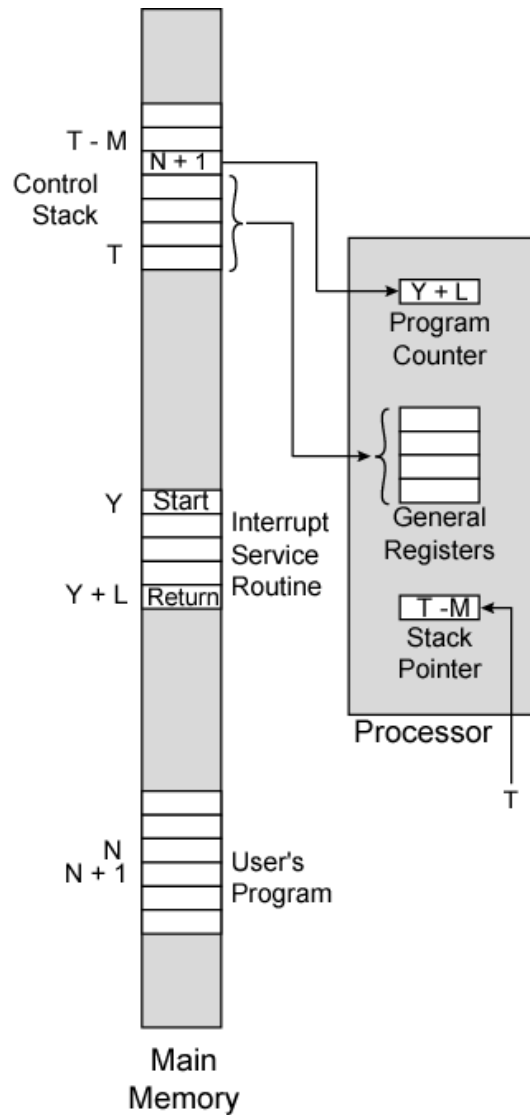 T - M
N + 1
Control
Stack
T
Y + L
Program
Counter
Y
Start
Interrupt
Service
Routine
Y + L
Return
General
Registers
T -M
Stack
Pointer
Processor
T
N
N + 1
User's
Program
Main
Memory